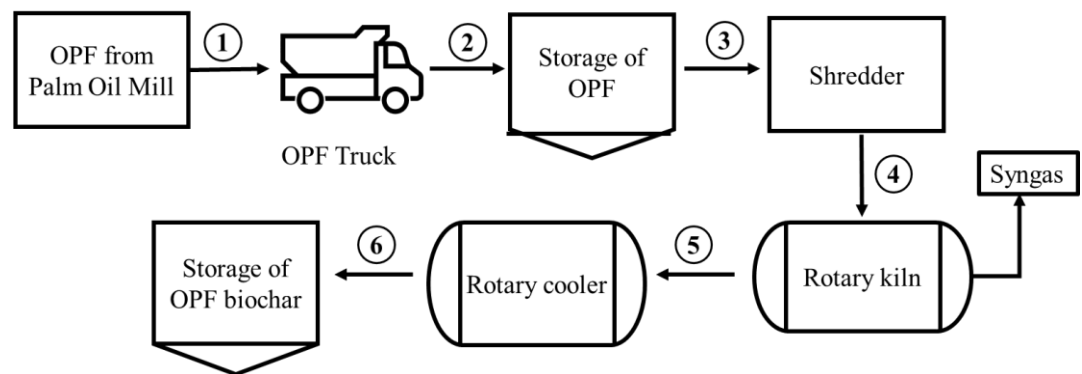 OPF from
Palm Oil Mill
1
OPF Truck
2
Storage of
OPF
3
Shredder
4
Syngas
Rotary kiln
5
Rotary cooler
6
Storage of
OPF biochar